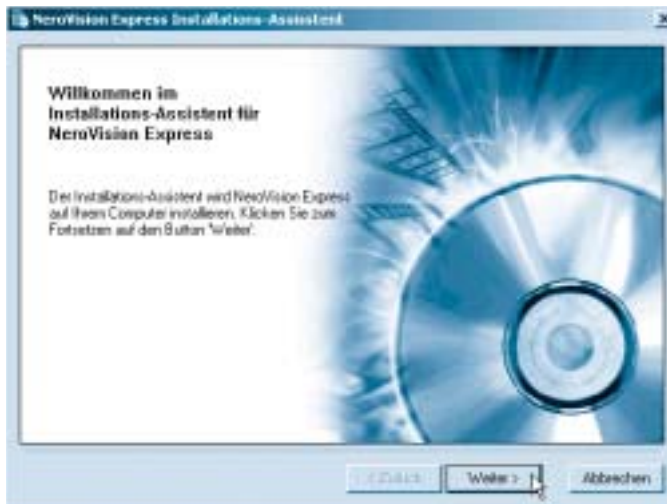 NeroVision Express Installations-Assistent
Willkommen im
Installations-Assistent für
NeroVision Express
Der Installations-Assistent wird NeroVision Express
auf Ihrem Computer installieren. Klicken Sie zum
Fortsetzen auf den Button 'Weiter'.
< Zurück
Weiter >
Abbrechen